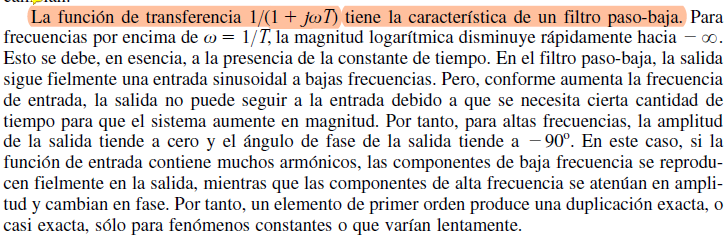 La función de transferencia 1/(1 + jωT) tiene la característica de un filtro paso-baja. Para
frecuencias por encima de ω = 1/T, la magnitud logarítmica disminuye rápidamente hacia −∞.
Esto se debe, en esencia, a la presencia de la constante de tiempo. En el filtro paso-baja, la salida
sigue fielmente una entrada sinusoidal a bajas frecuencias. Pero, conforme aumenta la frecuencia
de entrada, la salida no puede seguir a la entrada debido a que se necesita cierta cantidad de
tiempo para que el sistema aumente en magnitud. Por tanto, para altas frecuencias, la amplitud
de la salida tiende a cero y el ángulo de fase de la salida tiende a −90º. En este caso, si la
función de entrada contiene muchos armónicos, las componentes de baja frecuencia se reprodu-
cen fielmente en la salida, mientras que las componentes de alta frecuencia se atenúan en ampli-
tud y cambian en fase. Por tanto, un elemento de primer orden produce una duplicación exacta, o
casi exacta, sólo para fenómenos constantes o que varían lentamente.